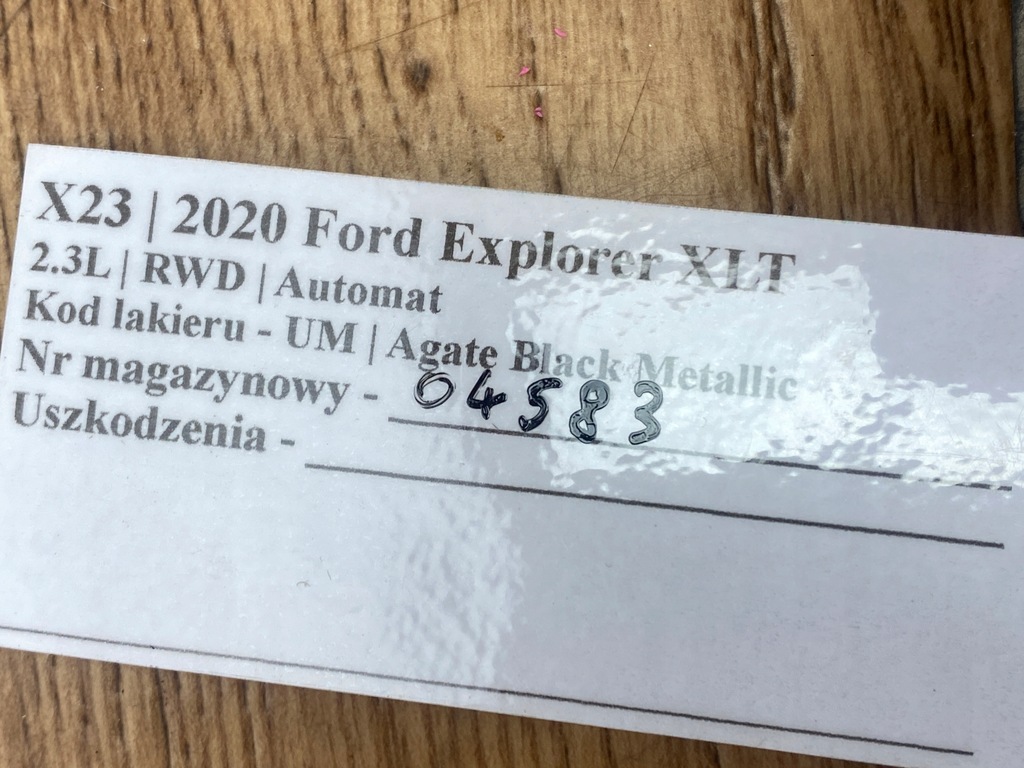 X23 | 2020 Ford Explorer XLT
2.3L | RWD | Automat
Kod lakieru - UM | Agate Black Metallic
Nr magazynowy - 04583
Uszkodzenia -